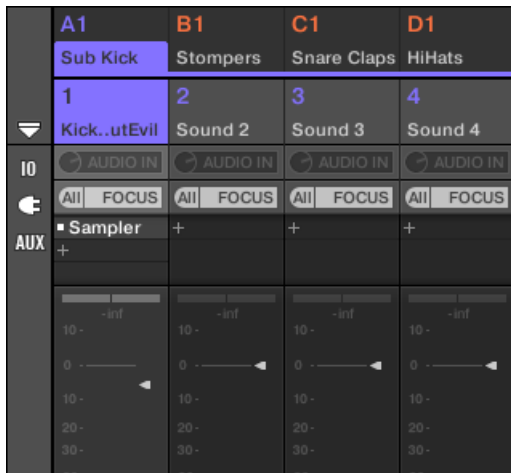 A1 B1 C1 D1
Sub Kick Stompers Snare Claps HiHats
1 2 3 4
Kick..utEvil Sound 2 Sound 3 Sound 4
IO AUDIO IN AUDIO IN AUDIO IN AUDIO IN
All FOCUS All FOCUS All FOCUS All FOCUS
Sampler + + +
AUX +
-inf -inf -inf -inf
10 - 10 - 10 - 10 -
0 - 0 - 0 - 0 -
10 - 10 - 10 - 10 -
20 - 20 - 20 - 20 -
30 - 30 - 30 - 30 -